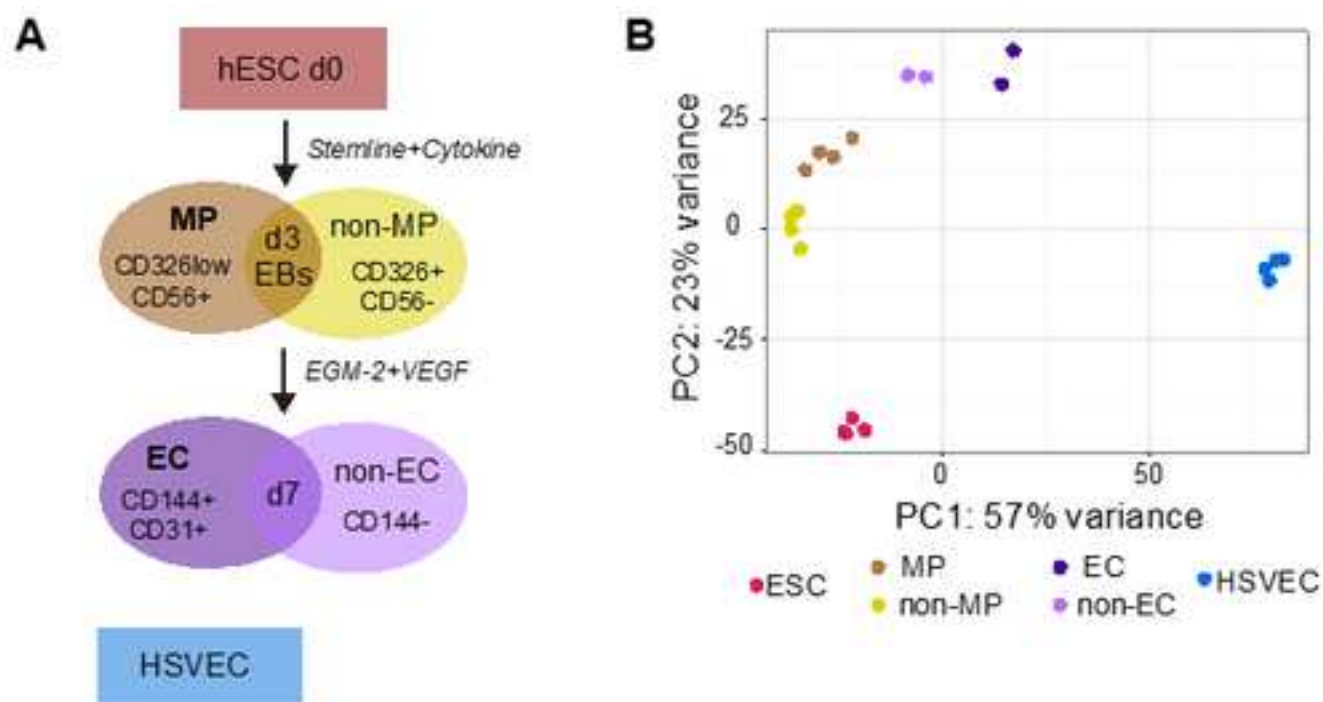 A
hESC d0
Stemline+Cytokine
MP
d3
EBs
non-MP
CD326low
CD56+
CD326+
CD56-
EGM-2+VEGF
EC
d7
non-EC
CD144+
CD31+
CD144-
HSVEC
B
PC2: 23% variance
25
0
-25
-50
0
50
PC1: 57% variance
ESC
MP
non-MP
EC
non-EC
HSVEC